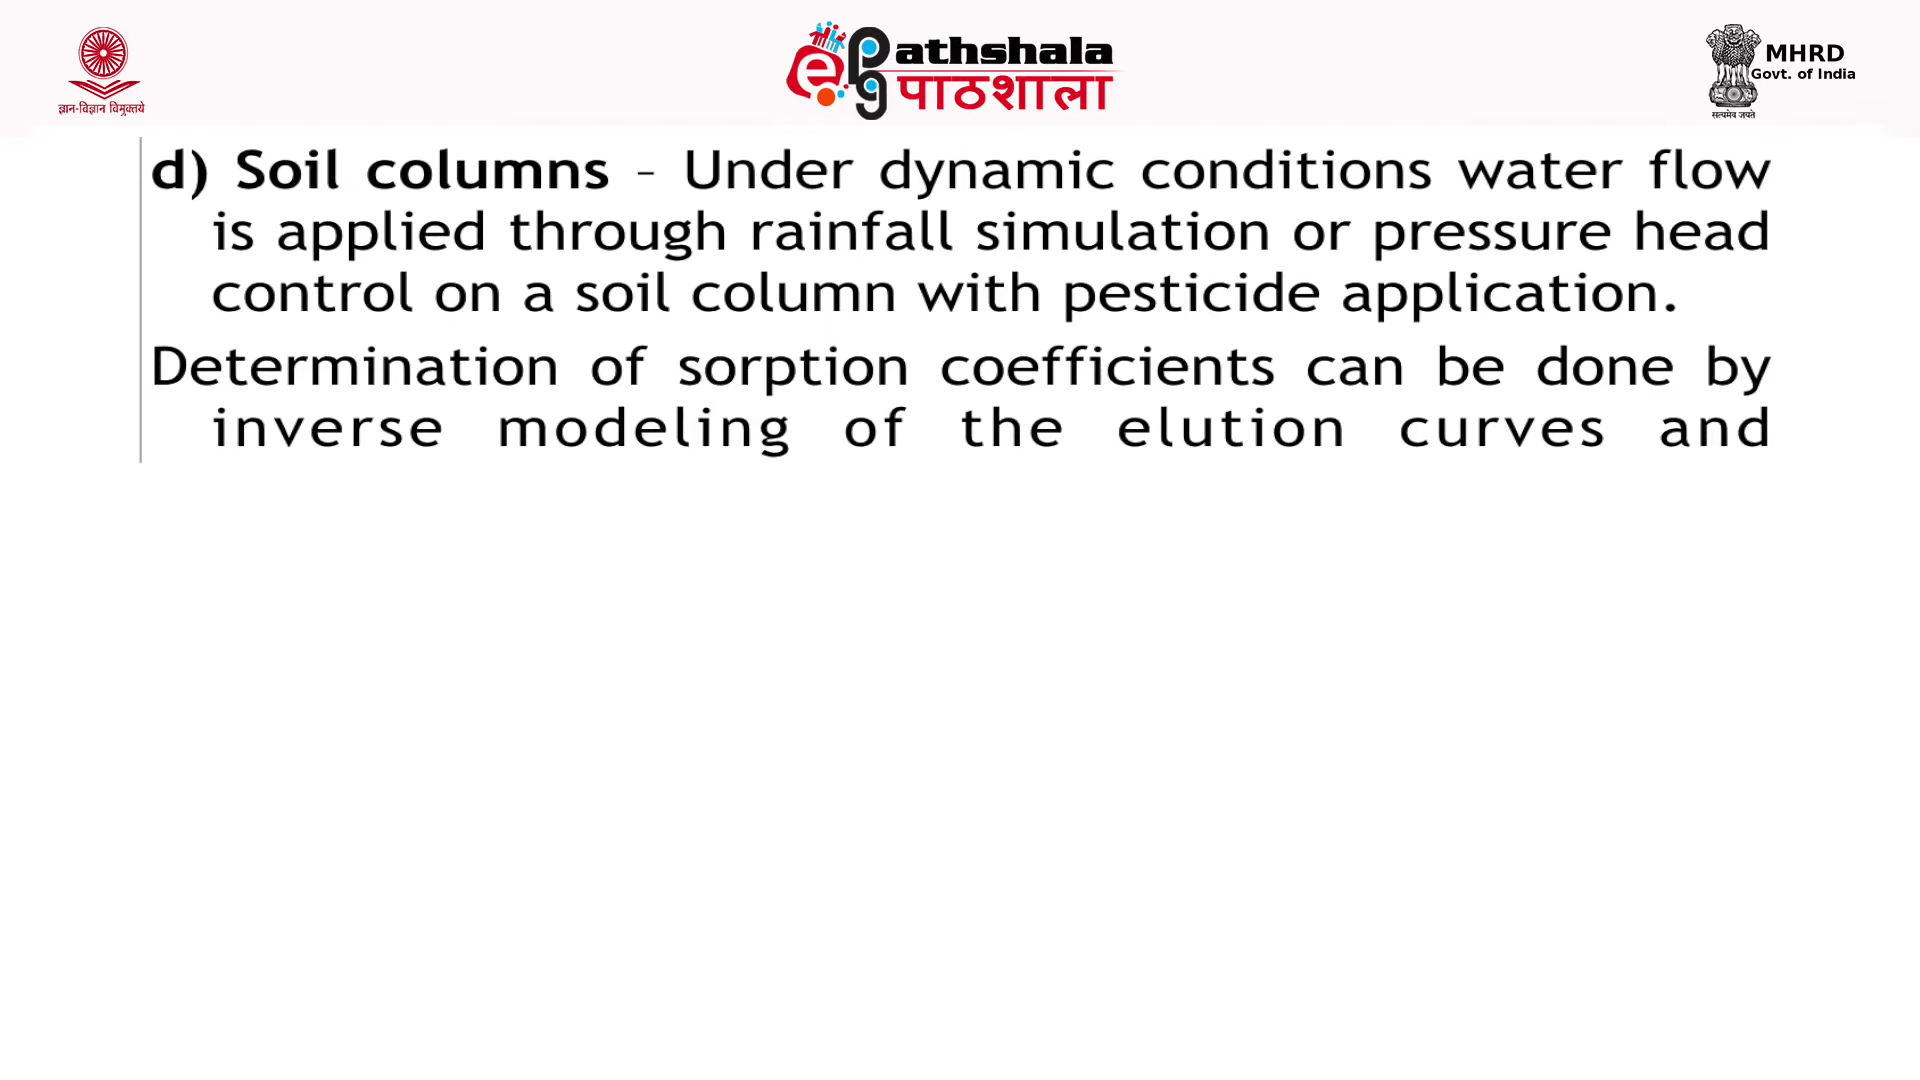 ज्ञान-विज्ञान विमुक्तये
e PG Pathshala
पाठशाला
MHRD
Govt. of India
सत्यमेव जयते
d) Soil columns – Under dynamic conditions water flow
is applied through rainfall simulation or pressure head
control on a soil column with pesticide application.
Determination of sorption coefficients can be done by
inverse modeling of the elution curves and